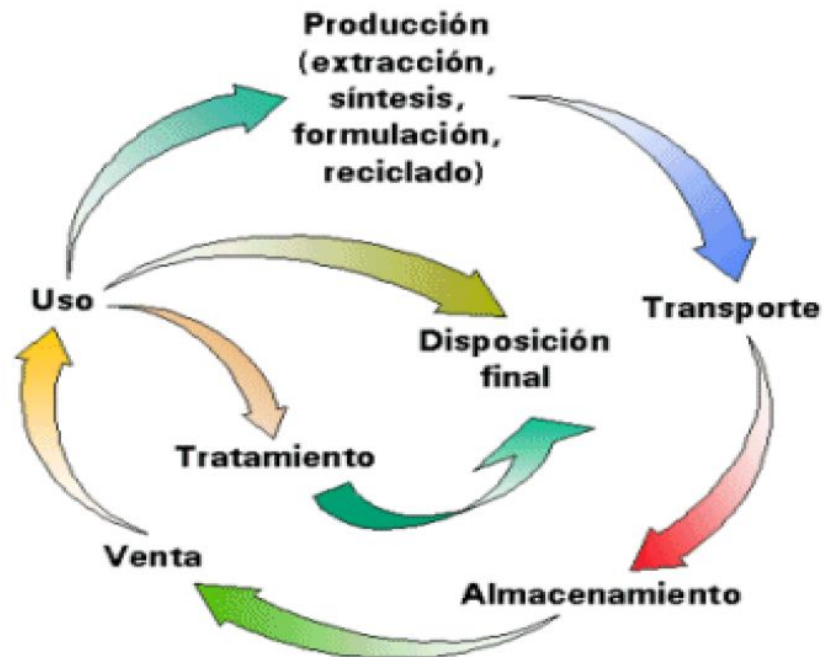 Producción
(extracción,
síntesis,
formulación,
reciclado)
Uso
Transporte
Disposición
final
Tratamiento
Venta
Almacenamiento